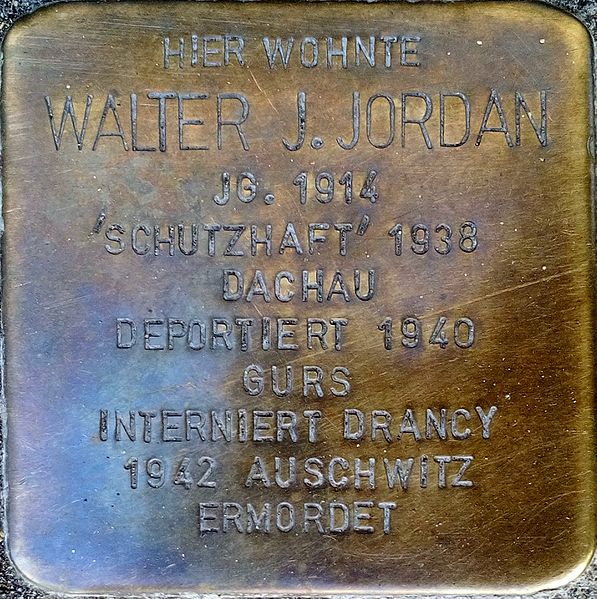 HIER WOHNTE
WALTER J. JORDAN
JG. 1914
'SCHUTZHAFT' 1938
DACHAU
DEPORTIERT 1940
GURS
INTERNIERT DRANCY
1942 AUSCHWITZ
ERMORDET